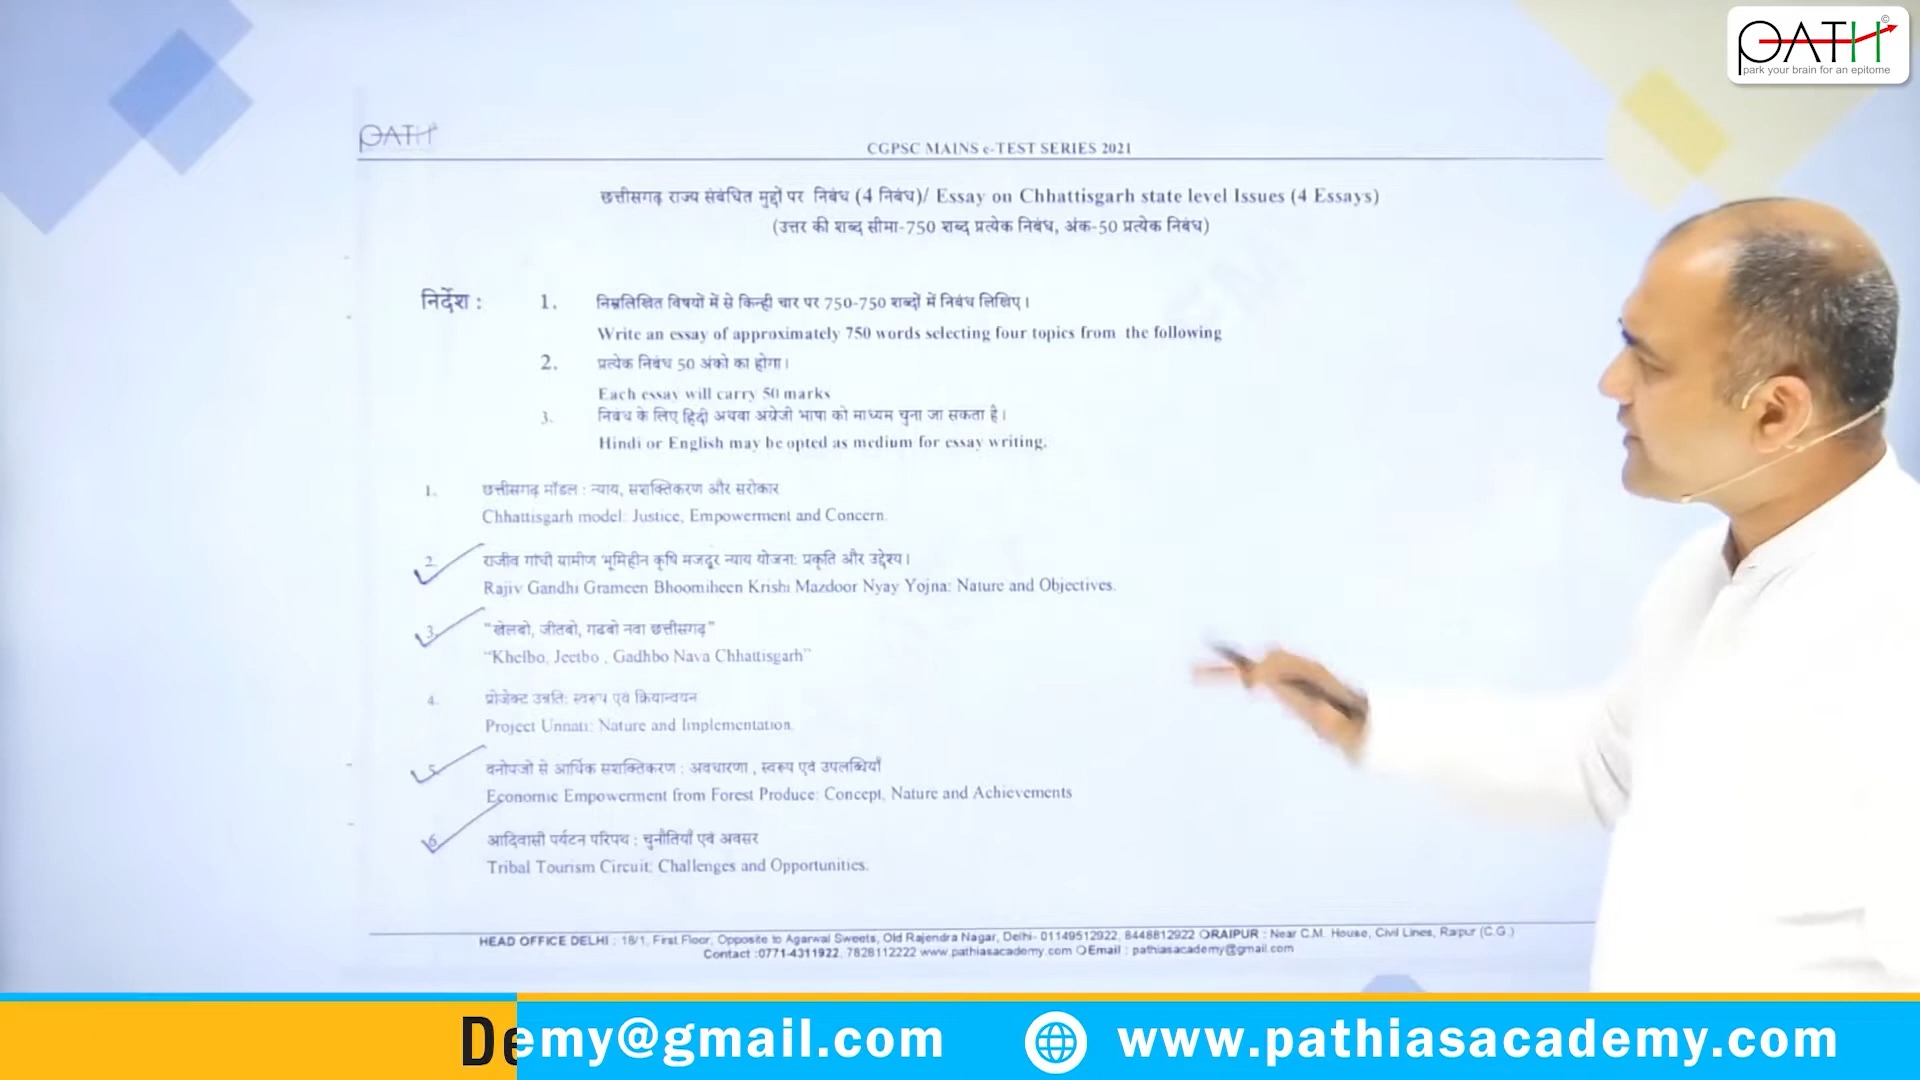 PATH
park your brain for an epitome
PATH
CGPSC MAINS e-TEST SERIES 2021
छत्तीसगढ़ राज्य संबंधित मुद्दों पर निबंध (4 निबंध)/ Essay on Chhattisgarh state level Issues (4 Essays)
(उत्तर की शब्द सीमा-750 शब्द प्रत्येक निबंध, अंक-50 प्रत्येक निबंध)
निर्देश : 1. निम्नलिखित विषयों में से किन्ही चार पर 750-750 शब्दों में निबंध लिखिए।
Write an essay of approximately 750 words selecting four topics from the following
2. प्रत्येक निबंध 50 अंको का होगा।
Each essay will carry 50 marks
3. निबंध के लिए हिंदी अथवा अंग्रेजी भाषा को माध्यम चुना जा सकता है।
Hindi or English may be opted as medium for essay writing.
1. छत्तीसगढ़ मॉडल : न्याय, सशक्तिकरण और सरोकार
Chhattisgarh model: Justice, Empowerment and Concern.
2. राजीव गांधी ग्रामीण भूमिहीन कृषि मजदूर न्याय योजना: प्रकृति और उद्देश्य।
Rajiv Gandhi Grameen Bhoomiheen Krishi Mazdoor Nyay Yojna: Nature and Objectives.
3. "खेलबो, जीतबो, गढबो नवा छत्तीसगढ़"
"Khelbo, Jeetbo , Gadhbo Nava Chhattisgarh"
4. प्रोजेक्ट उन्नति: स्वरूप एवं क्रियान्वयन
Project Unnati: Nature and Implementation.
5. वनोपजो से आर्थिक सशक्तिकरण : अवधारणा , स्वरूप एवं उपलब्धियाँ
Economic Empowerment from Forest Produce: Concept, Nature and Achievements
6. आदिवासी पर्यटन परिपथ : चुनौतियाँ एवं अवसर
Tribal Tourism Circuit: Challenges and Opportunities.
HEAD OFFICE DELHI : 18/1, First Floor, Opposite to Agarwal Sweets, Old Rajendra Nagar, Delhi- 01149512922, 8448812922 RAIPUR : Near C.M. House, Civil Lines, Raipur (C.G.)
Contact :0771-4311922, 7828112222 www.pathiasacademy.com Email : pathiasacademy@gmail.com
De emy@gmail.com www.pathiasacademy.com